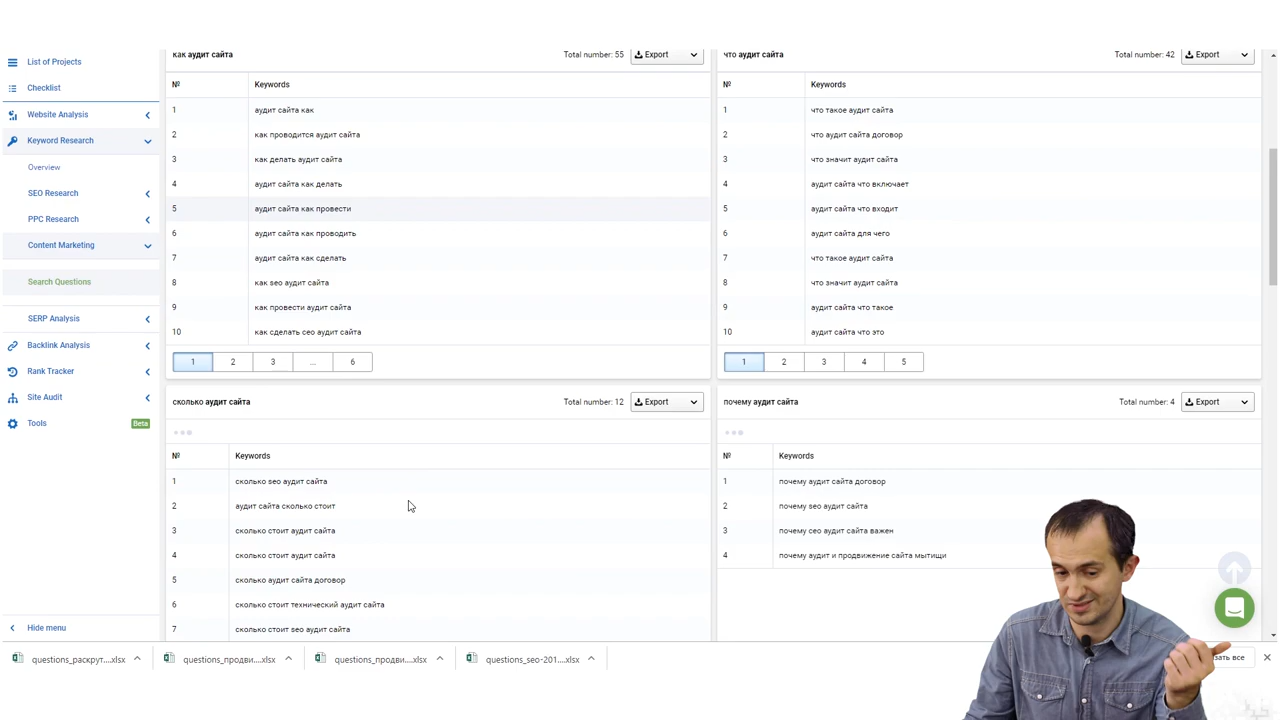 List of Projects
Checklist
Website Analysis
Keyword Research
Overview
SEO Research
PPC Research
Content Marketing
Search Questions
SERP Analysis
Backlink Analysis
Rank Tracker
Site Audit
Tools Beta
Hide menu
как аудит сайта Total number: 55 Export
№ Keywords
1 аудит сайта как
2 как проводится аудит сайта
3 как делать аудит сайта
4 аудит сайта как делать
5 аудит сайта как провести
6 аудит сайта как проводить
7 аудит сайта как сделать
8 как seo аудит сайта
9 как провести аудит сайта
10 как сделать сео аудит сайта
1 2 3 ... 6
что аудит сайта Total number: 42 Export
№ Keywords
1 что такое аудит сайта
2 что аудит сайта договор
3 что значит аудит сайта
4 аудит сайта что включает
5 аудит сайта что входит
6 аудит сайта для чего
7 что такое аудит сайта
8 что значит аудит сайта
9 аудит сайта что такое
10 аудит сайта что это
1 2 3 4 5
сколько аудит сайта Total number: 12 Export
№ Keywords
1 сколько seo аудит сайта
2 аудит сайта сколько стоит
3 сколько стоит аудит сайта
4 сколько стоит аудит сайта
5 сколько аудит сайта договор
6 сколько стоит технический аудит сайта
7 сколько стоит seo аудит сайта
почему аудит сайта Total number: 4 Export
№ Keywords
1 почему аудит сайта договор
2 почему seo аудит сайта
3 почему сео аудит сайта важен
4 почему аудит и продвижение сайта мытищи
questions_раскрут....xlsx questions_продви....xlsx questions_продви....xlsx questions_seo-201....xlsx все